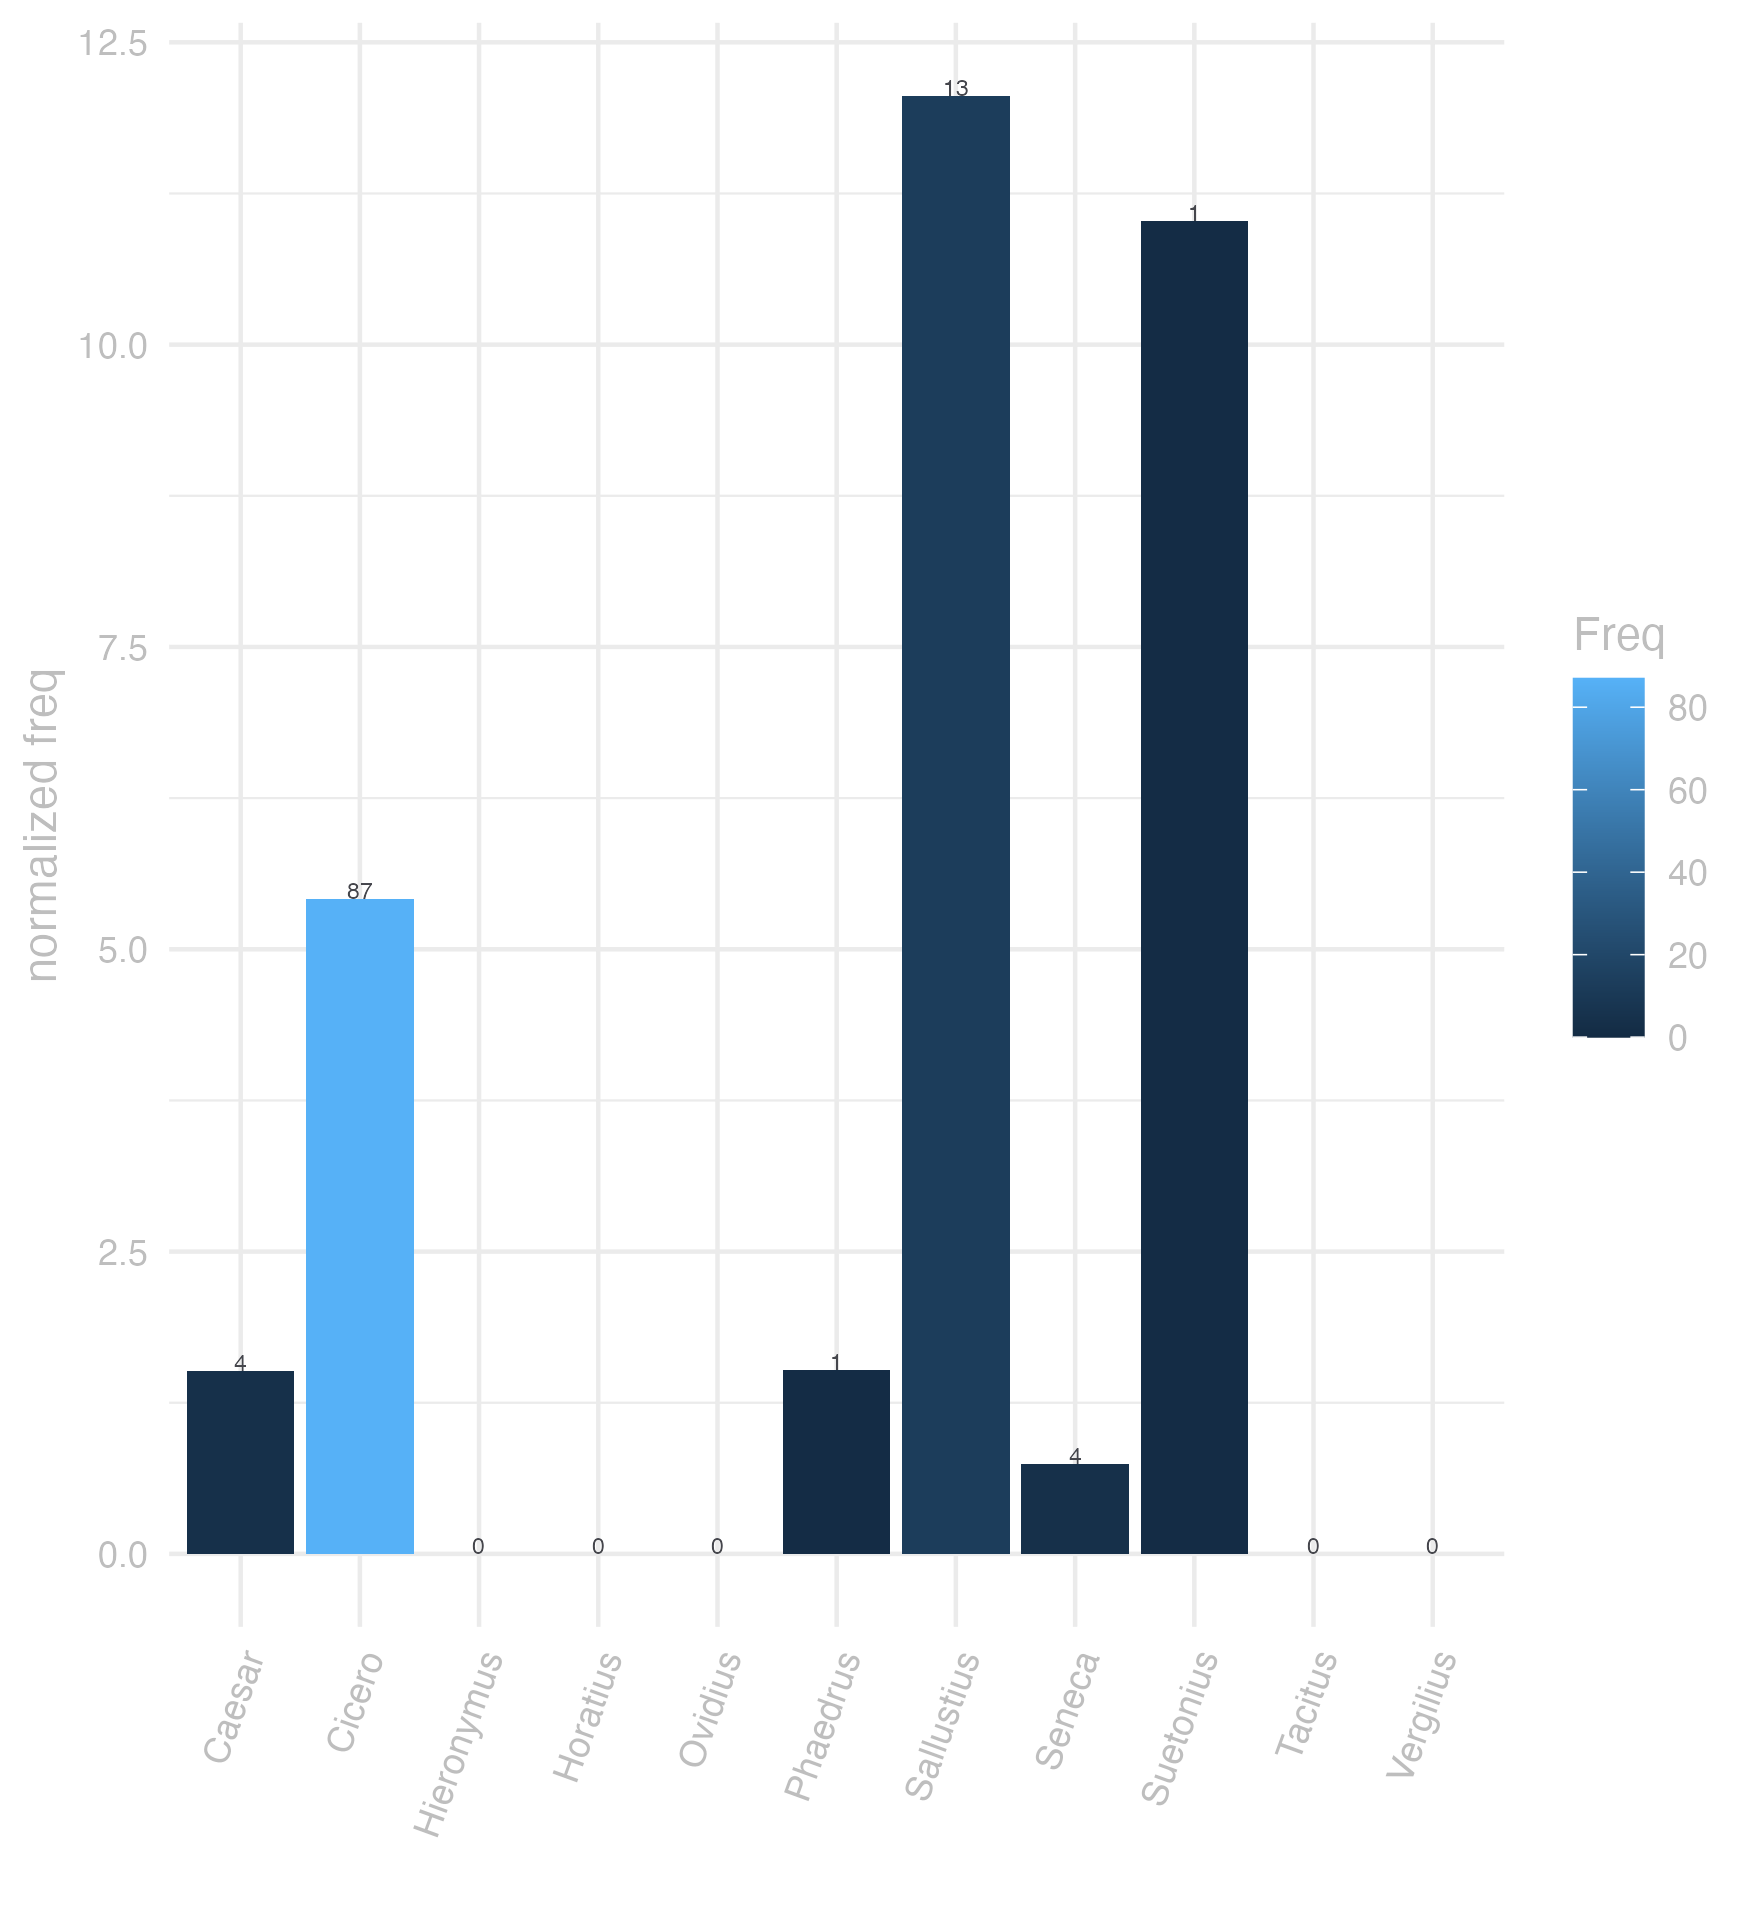 12.5
10.0
7.5
5.0
2.5
0.0
normalized freq
4
87
0
0
0
1
13
4
1
0
0
Caesar
Cicero
Hieronymus
Horatius
Ovidius
Phaedrus
Sallustius
Seneca
Suetonius
Tacitus
Vergilius
Freq
80
60
40
20
0